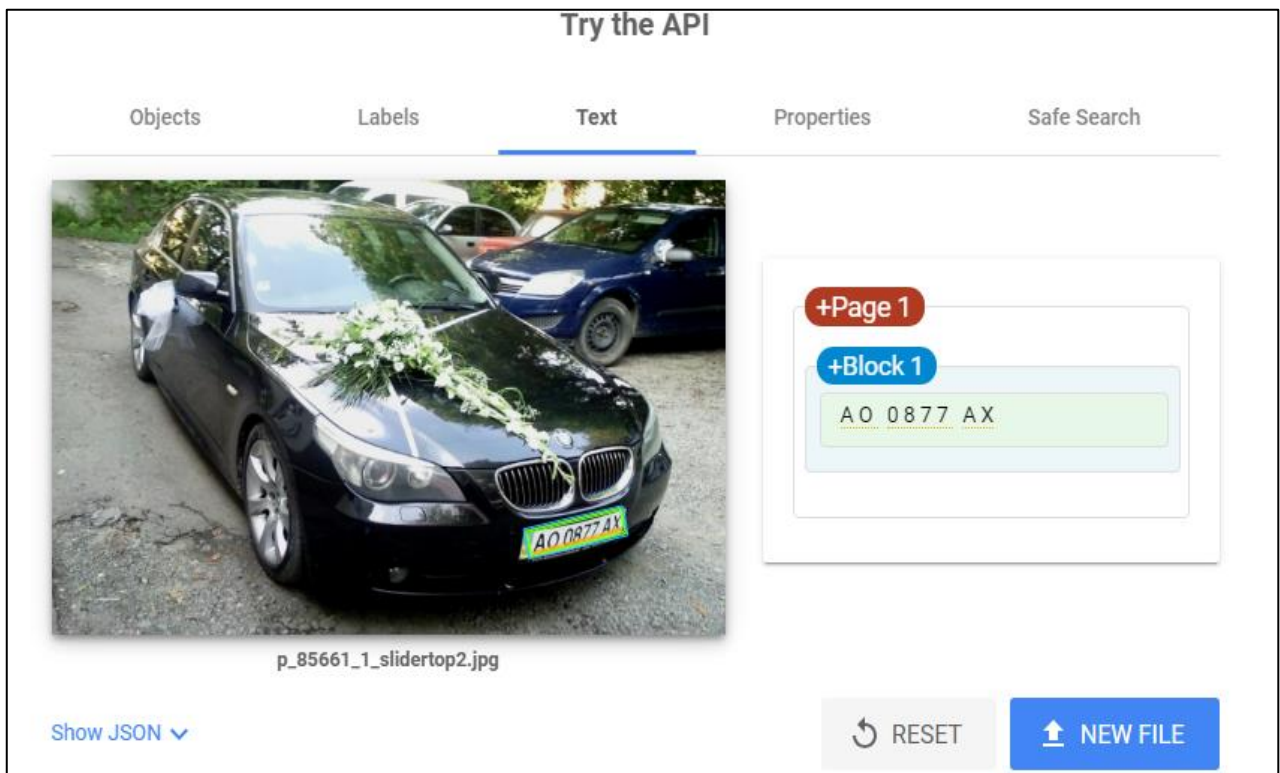 Try the API
Objects Labels Text Properties Safe Search
+Page 1
+Block 1
AO 0877 AX
AO 0877 AX
p_85661_1_slidertop2.jpg
Show JSON
RESET
NEW FILE